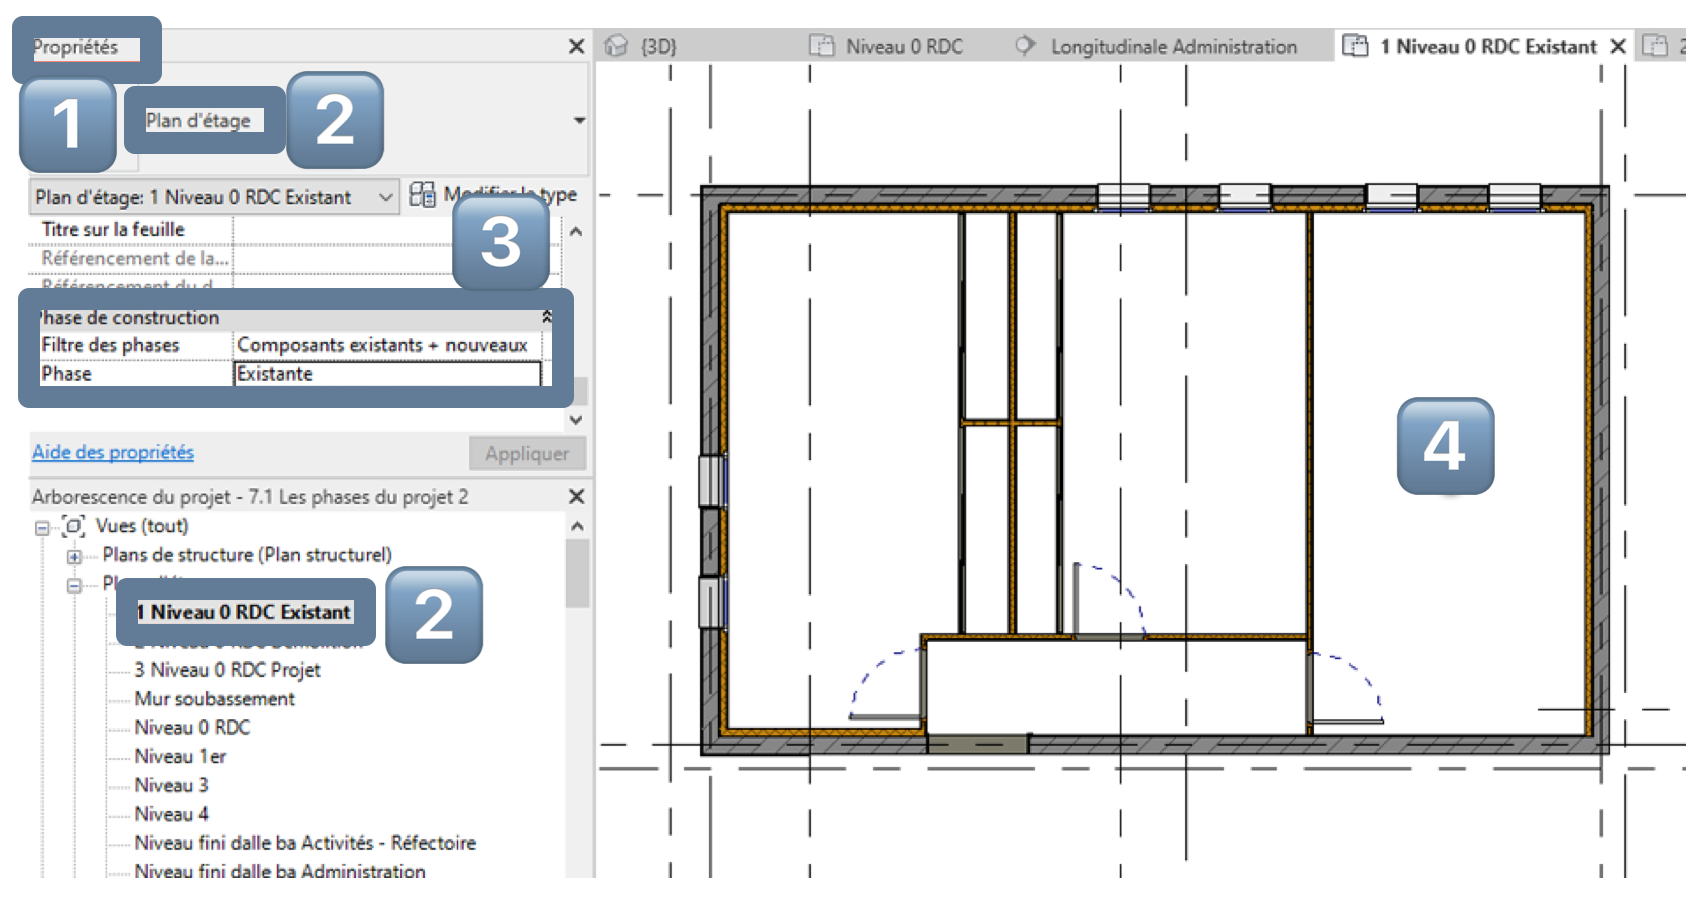 Propriétés
{3D}
Niveau 0 RDC
Longitudinale Administration
1 Niveau 0 RDC Existant
2
1
Plan d'étage
2
Plan d'étage: 1 Niveau 0 RDC Existant
Modifier le type
3
Titre sur la feuille
Référencement de la...
Référencement du d
Phase de construction
Filtre des phases
Composants existants + nouveaux
Phase
Existante
4
Aide des propriétés
Appliquer
Arborescence du projet - 7.1 Les phases du projet 2
Vues (tout)
Plans de structure (Plan structurel)
1 Niveau 0 RDC Existant
2
3 Niveau 0 RDC Projet
Mur soubassement
Niveau 0 RDC
Niveau 1er
Niveau 3
Niveau 4
Niveau fini dalle ba Activités - Réfectoire
Niveau fini dalle ba Administration